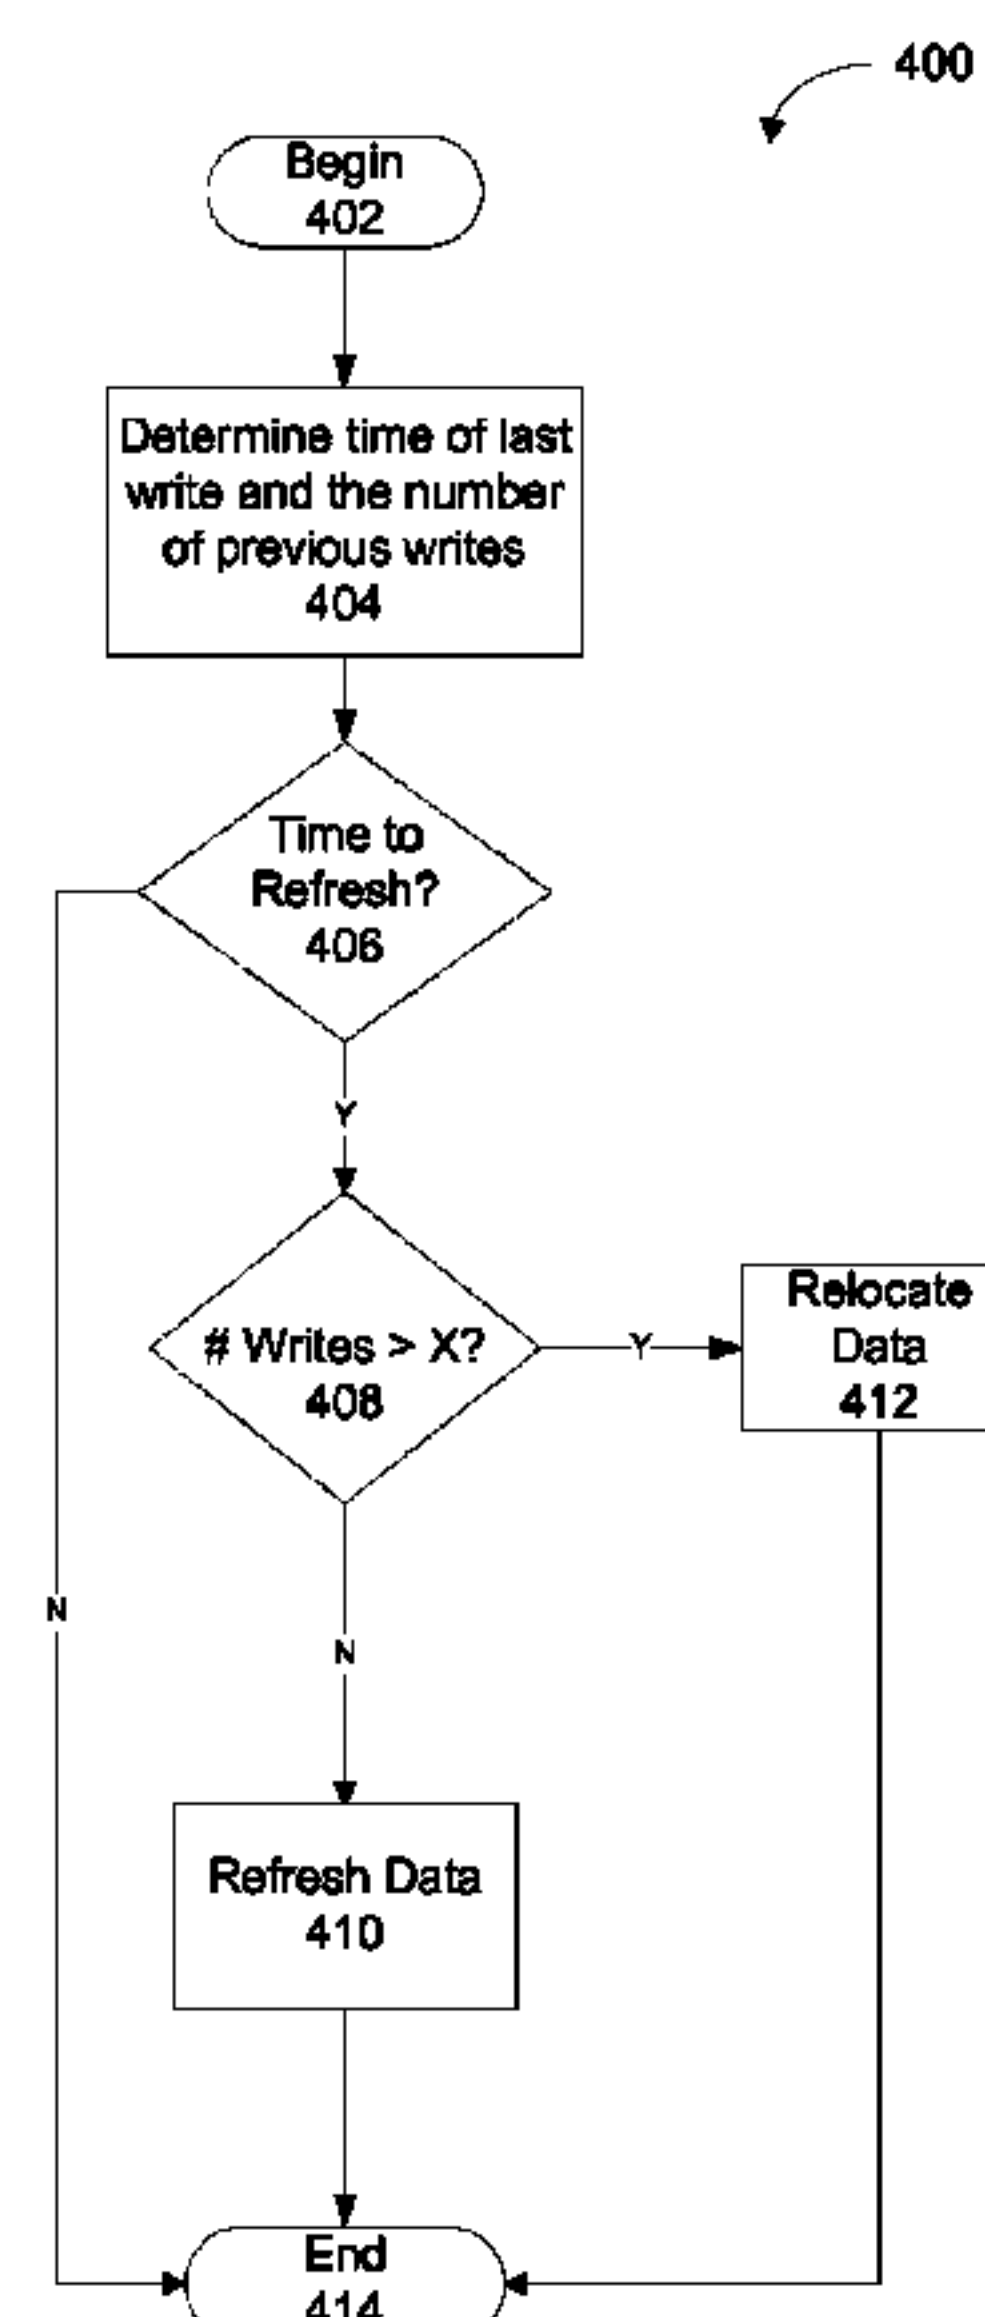 400
Begin
402
Determine time of last
write and the number
of previous writes
404
Time to
Refresh?
406
Y
# Writes > X?
408
Y
Relocate
Data
412
N
N
Refresh Data
410
End
414